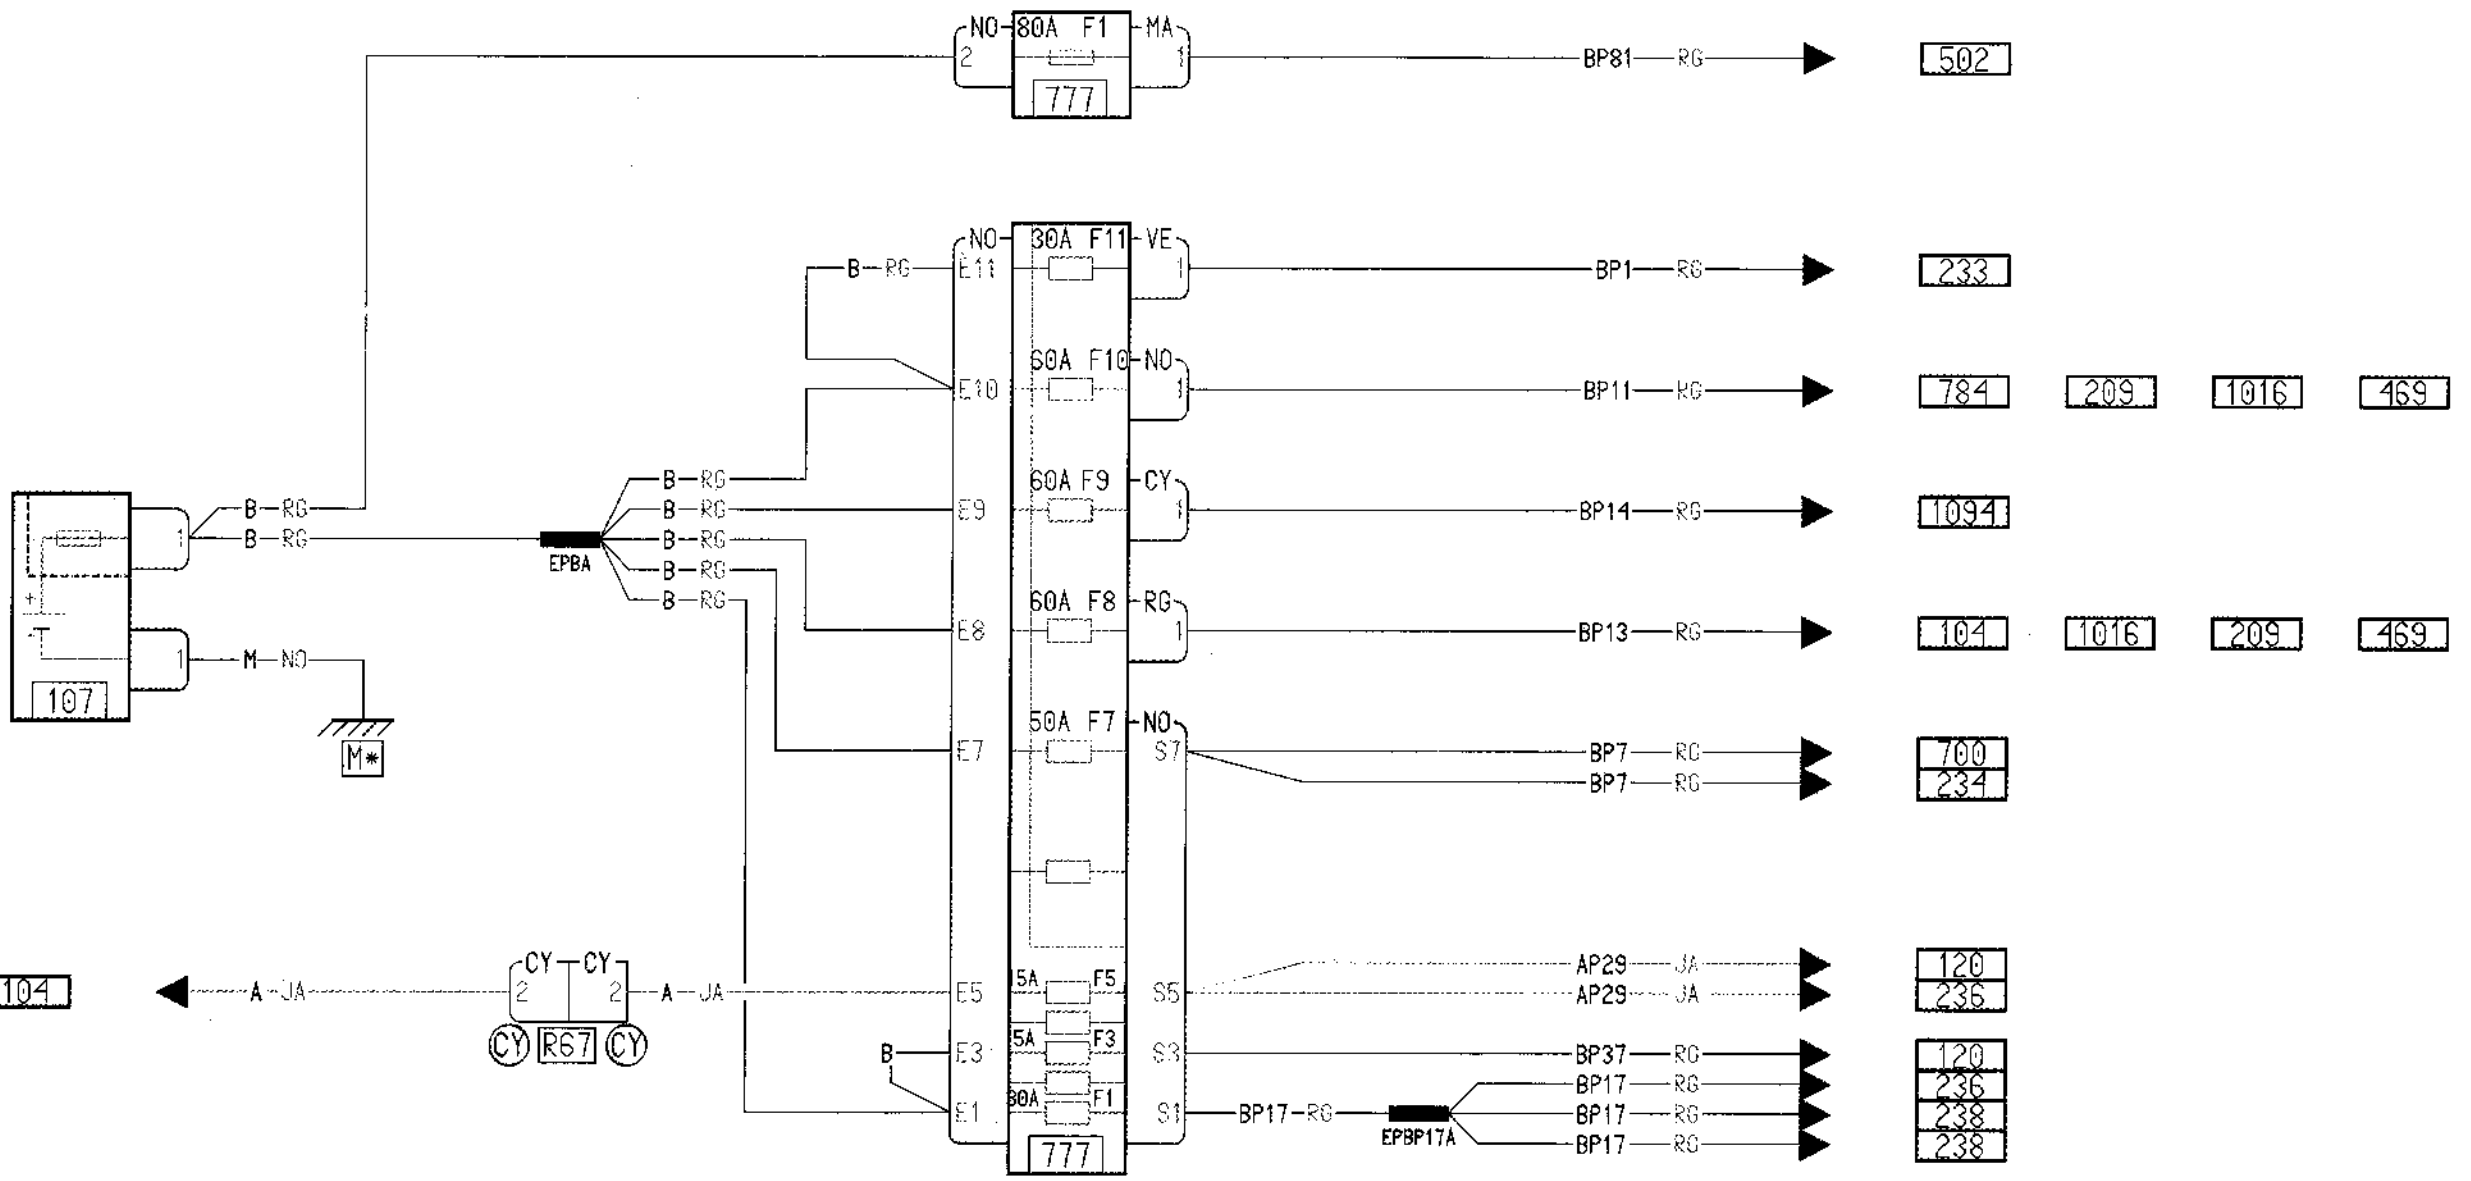 NO 80A F1 MA
2 1 BP81 RG 502
777
NO 30A F11 VE
B RG E11 1 BP1 RG 233
60A F10 NO
E10 1 BP11 RG 784 209 1016 469
B RG 60A F9 CY
B RG B RG E9 1 BP14 RG 1094
1 B RG B RG
EPBA B RG
+ B RG 60A F8 RG
- E8 1 BP13 RG 104 1016 209 469
1 M NO
107
M*
50A F7 NO
E7 S7 BP7 RG 700
BP7 RG 234
CY CY AP29 JA 120
15A F5
104 A JA 2 2 A JA E5 S5 AP29 JA 236
CY R67 CY 5A F3
B E3 S3 BP37 RG 120
BP17 RG 236
F1
E1 S1 BP17 RG BP17 RG 238
EPBP17A
777 BP17 RG 238